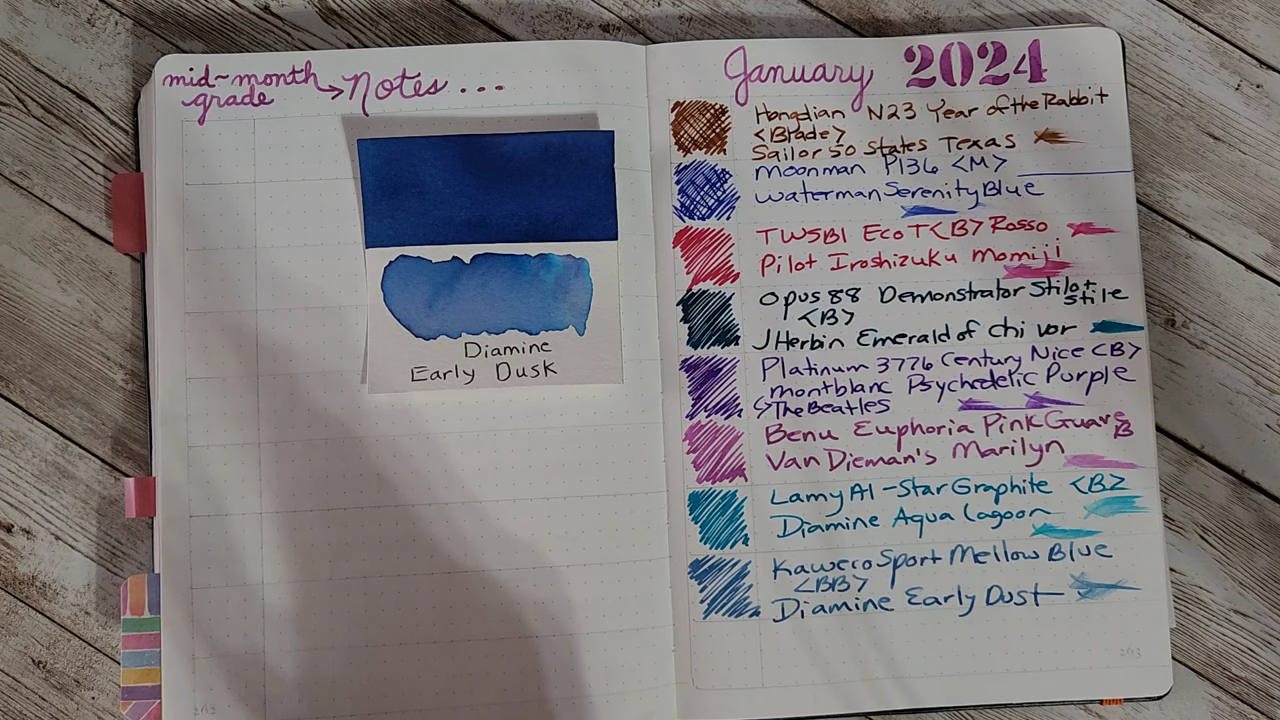 mid~month
grade → Notes...
Diamine
Early Dusk
262
January 2024
Hongdian N23 Year of the Rabbit
<Blade>
Sailor 50 States Texas
Moonman P136 <M>
Waterman Serenity Blue
TWSBI Eco T <B> Rosso
Pilot Iroshizuku Momiji
Opus 88 Demonstrator Stilo+
Stile
<B>
JHerbin Emerald of Chivor
Platinum 3776 Century Nice <B>
Montblanc Psychedelic Purple
↳The Beatles
Benu Euphoria Pink Guava
B
Van Dieman's Marilyn
Lamy Al-Star Graphite <B>
Diamine Aqua Lagoon
Kaweco Sport Mellow Blue
<BB>
Diamine Early Dust
263